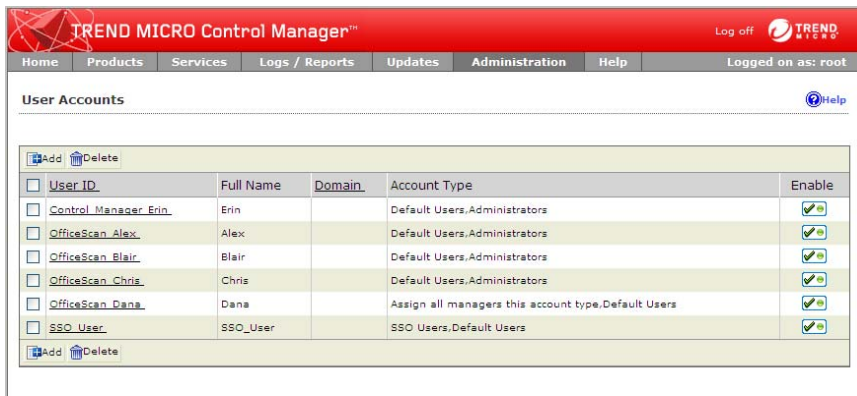 TREND MICRO Control Manager™
Log off TREND MICRO
Home Products Services Logs / Reports Updates Administration Help Logged on as: root
User Accounts Help
Add Delete
User ID Full Name Domain Account Type Enable
Control_Manager_Erin Erin Default Users,Administrators
OfficeScan_Alex Alex Default Users,Administrators
OfficeScan_Blair Blair Default Users,Administrators
OfficeScan_Chris Chris Default Users,Administrators
OfficeScan_Dana Dana Assign all managers this account type,Default Users
SSO_User SSO_User SSO Users,Default Users
Add Delete